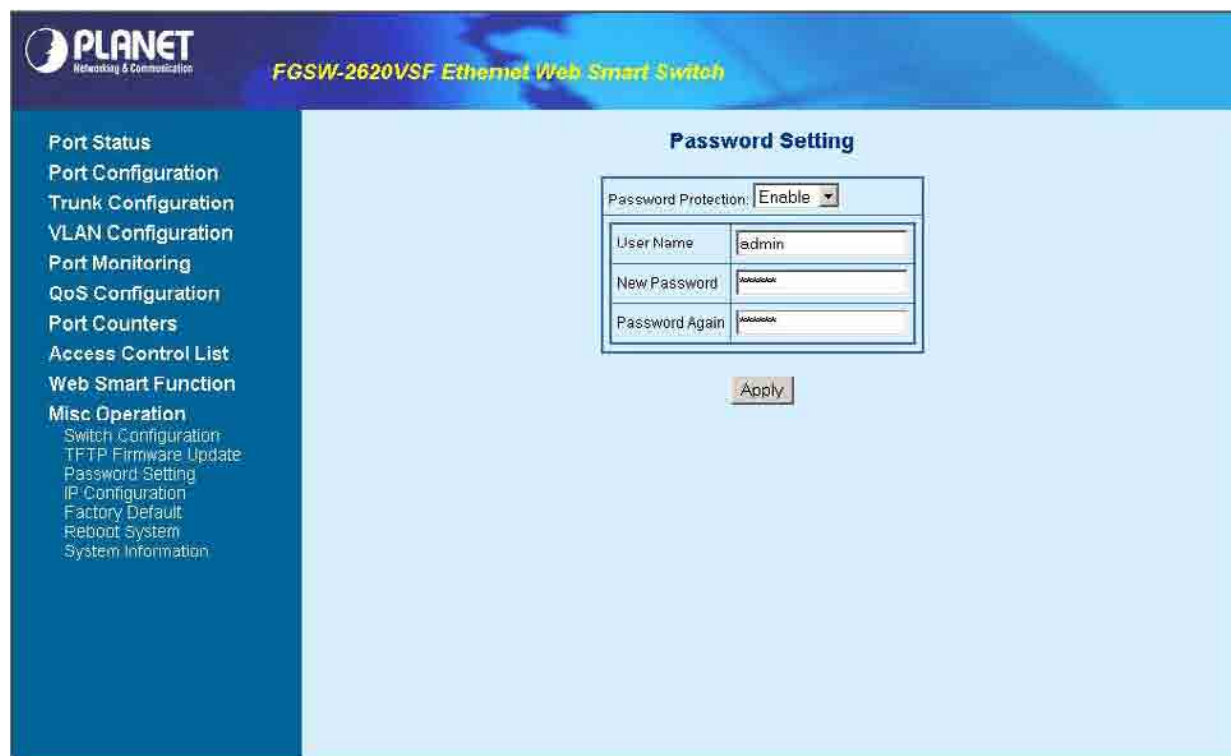 PLANET
Networking & Communication
FGSW-2620VSF Ethernet Web Smart Switch
Port Status
Port Configuration
Trunk Configuration
VLAN Configuration
Port Monitoring
QoS Configuration
Port Counters
Access Control List
Web Smart Function
Misc Operation
Switch Configuration
TFTP Firmware Update
Password Setting
IP Configuration
Factory Default
Reboot System
System Information
Password Setting
Password Protection: Enable
User Name admin
New Password ******
Password Again ******
Apply